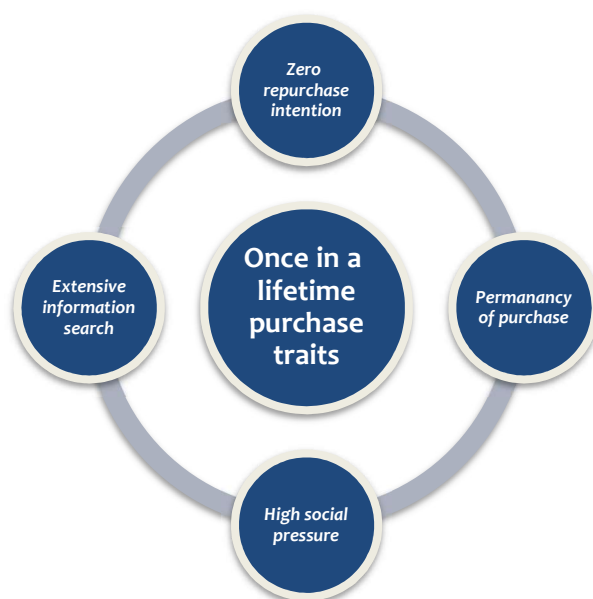 Zero
repurchase
intention
Extensive
information
search
Once in a
lifetime
purchase
traits
Permanancy
of purchase
High social
pressure